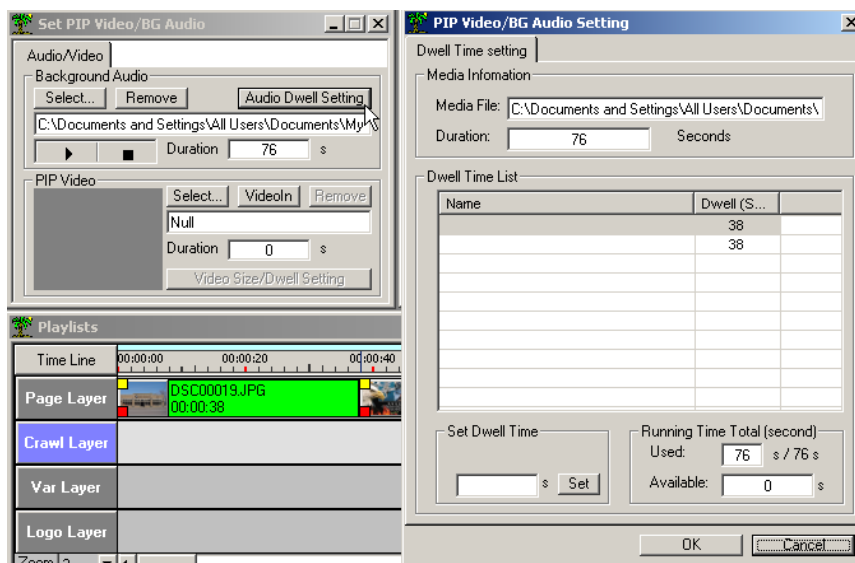 Set PIP Video/BG Audio
Audio/Video
Background Audio
Select... Remove Audio Dwell Setting
C:\Documents and Settings\All Users\Documents\My
Duration 76 s
PIP Video
Select... VideoIn Remove
Null
Duration 0 s
Video Size/Dwell Setting
Playlists
Time Line 00:00:00 00:00:20 00:00:40
Page Layer DSC00019.JPG
00:00:38
Crawl Layer
Var Layer
Logo Layer
Zoom 2
PIP Video/BG Audio Setting
Dwell Time setting
Media Infomation
Media File: C:\Documents and Settings\All Users\Documents\
Duration: 76 Seconds
Dwell Time List
Name Dwell (S...
38
38
Set Dwell Time
s Set
Running Time Total (second)
Used: 76 s / 76 s
Available: 0 s
OK Cancel